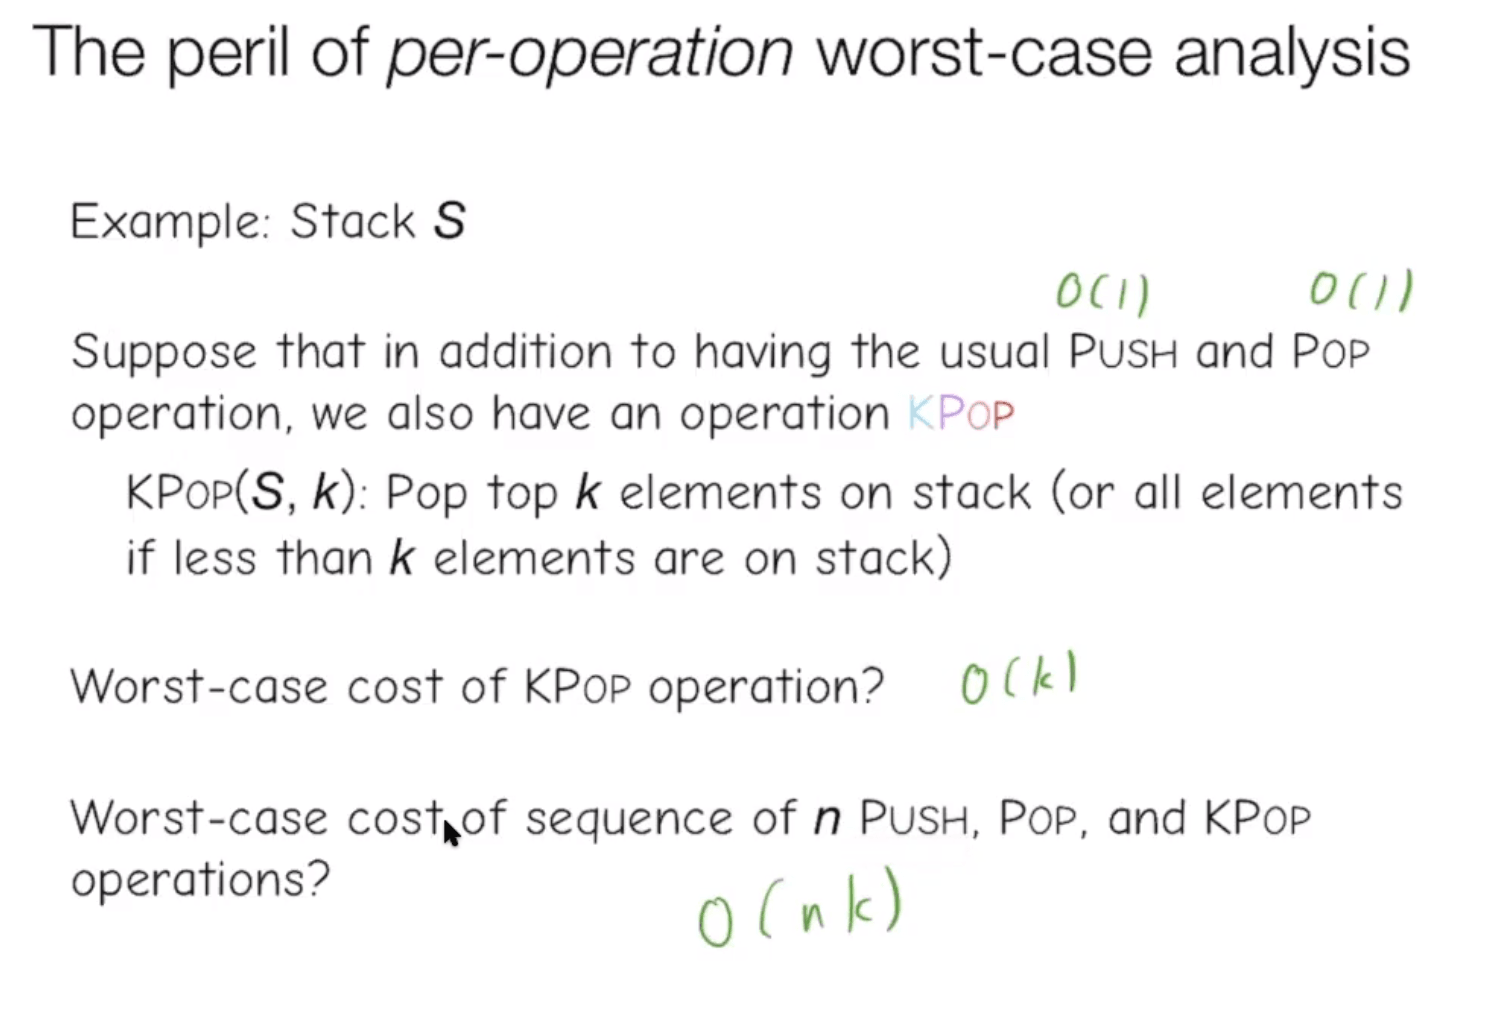 The peril of per-operation worst-case analysis
Example: Stack S
O(1) O(1)
Suppose that in addition to having the usual PUSH and POP
operation, we also have an operation KPOP
KPOP(S, k): Pop top k elements on stack (or all elements
if less than k elements are on stack)
Worst-case cost of KPOP operation? O(k)
Worst-case cost of sequence of n PUSH, POP, and KPOP
operations?
O(nk)